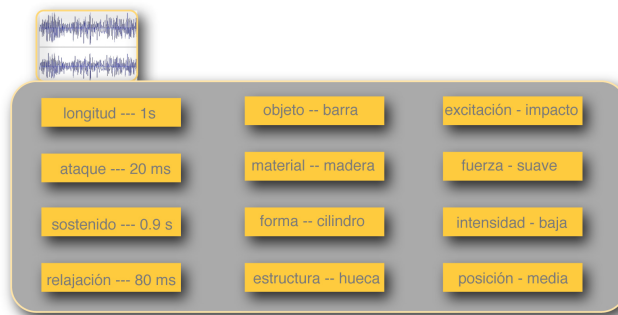 longitud --- 1s
objeto -- barra
excitación - impacto
ataque --- 20 ms
material -- madera
fuerza - suave
sostenido --- 0.9 s
forma -- cilindro
intensidad - baja
relajación --- 80 ms
estructura -- hueca
posición - media